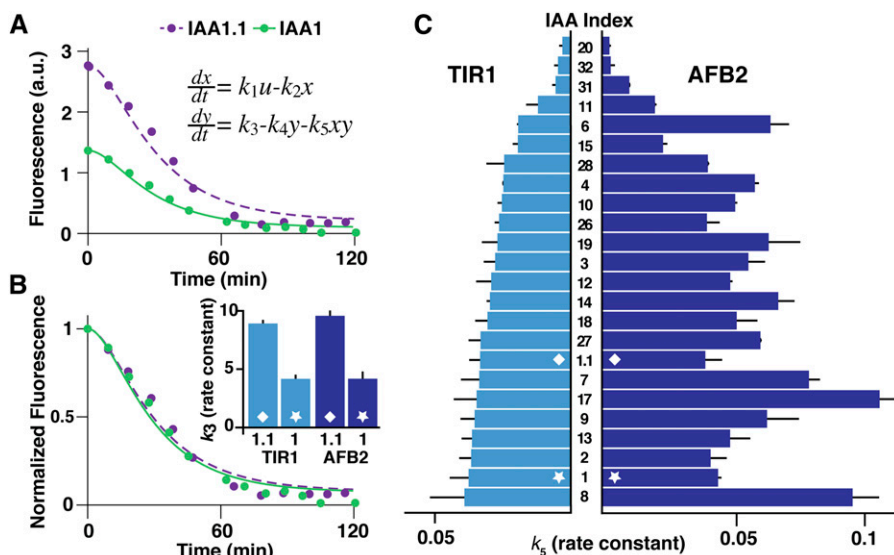 A
IAA1.1 IAA1
3
2
1
0
Fluorescence (a.u.)
dx/dt = k1u-k2x
dy/dt = k3-k4y-k5xy
0 60 120
Time (min)
B
1
0.5
0
Normalized Fluorescence
0 60 120
Time (min)
10
5
0
k3 (rate constant)
1.1 1 1.1 1
TIR1 AFB2
C
IAA Index
TIR1 AFB2
20
32
31
11
6
15
28
4
10
26
19
3
12
14
18
27
1.1
7
17
9
13
2
1
8
0.05 0.05 0.1
k5 (rate constant)